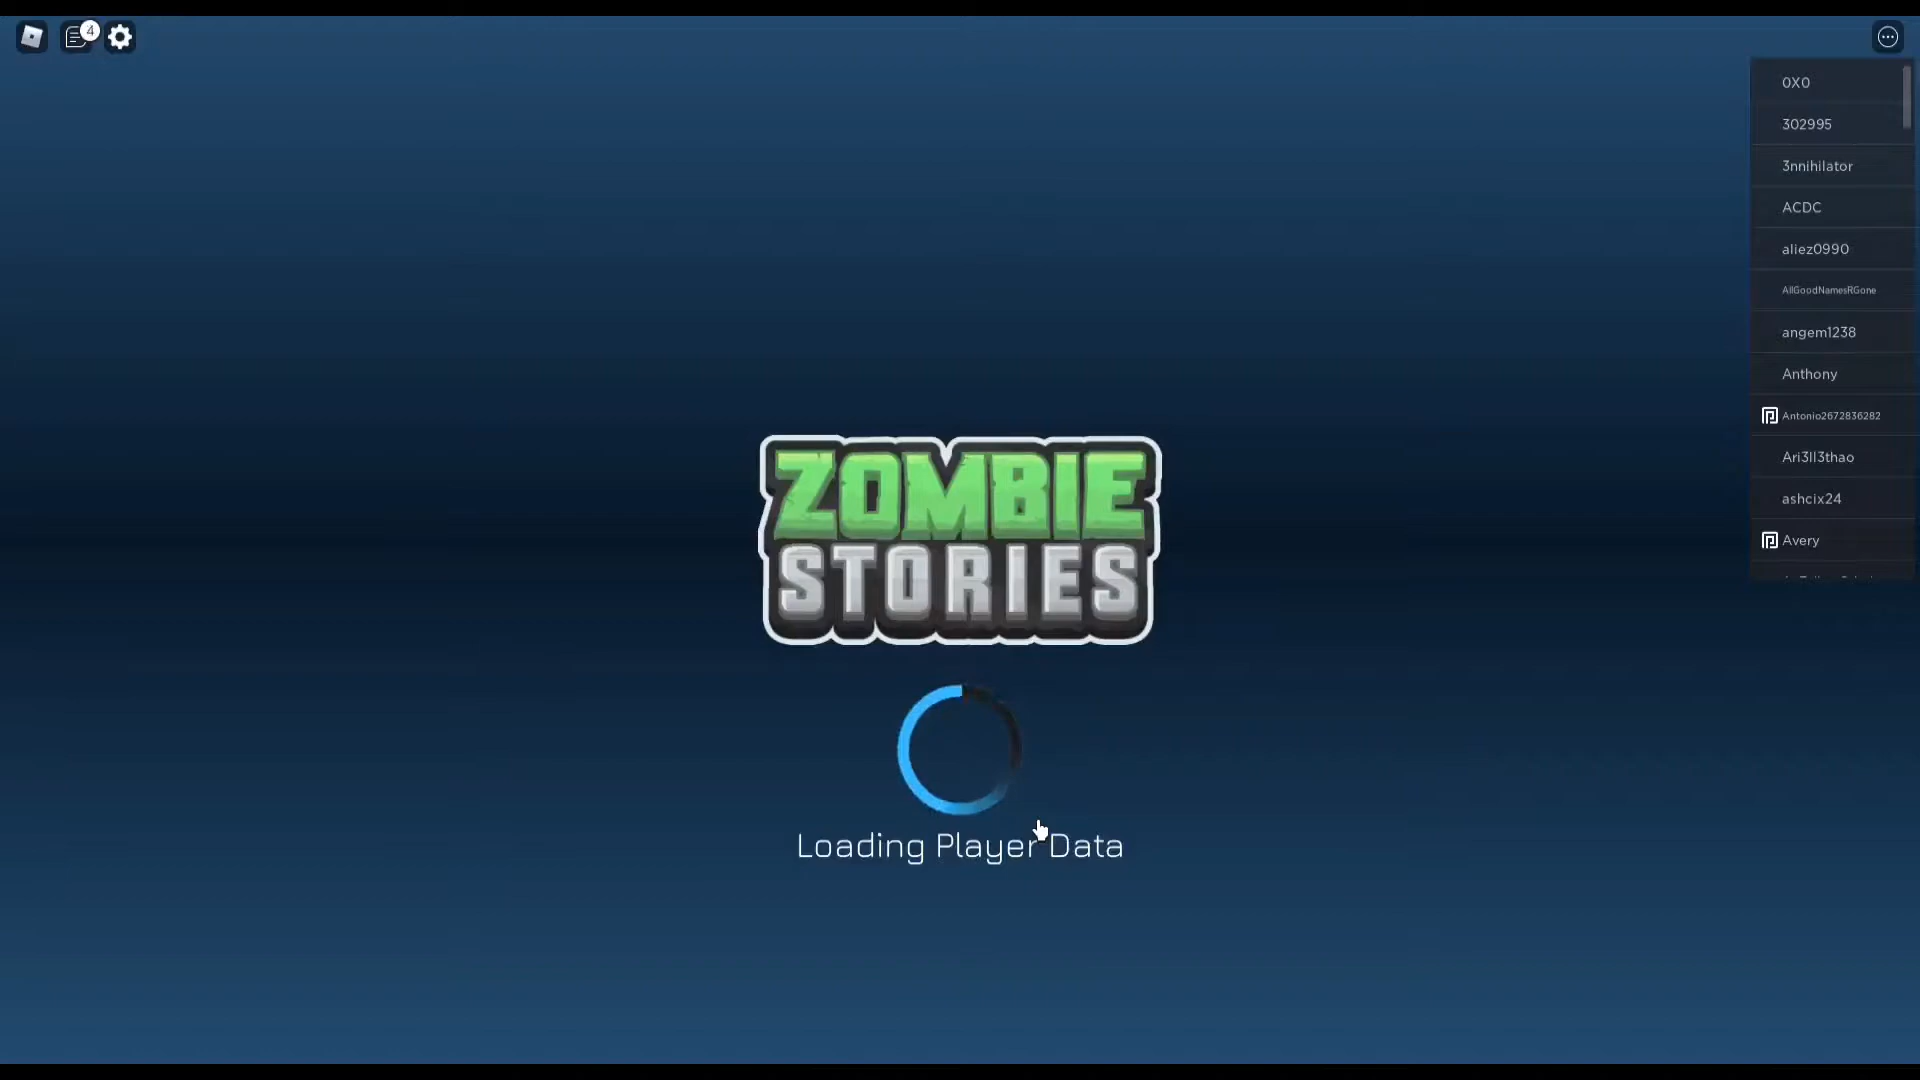 4
0X0
302995
3nnihilator
ACDC
aliez0990
AllGoodNamesRGone
angem1238
Anthony
Antonio2672836282
Ari3ll3thao
ashcix24
Avery
ZOMBIE
STORIES
Loading Player Data